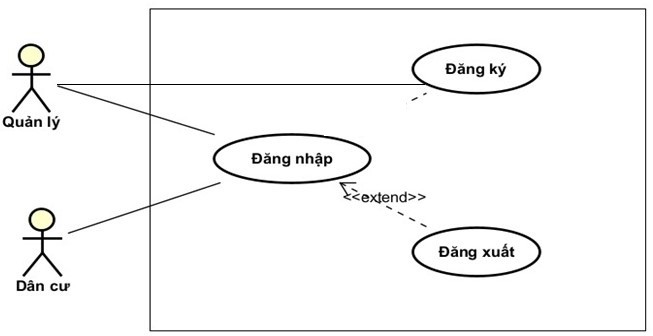 Đăng ký
Quản lý
Đăng nhập
<<extend>>
Đăng xuất
Dân cư